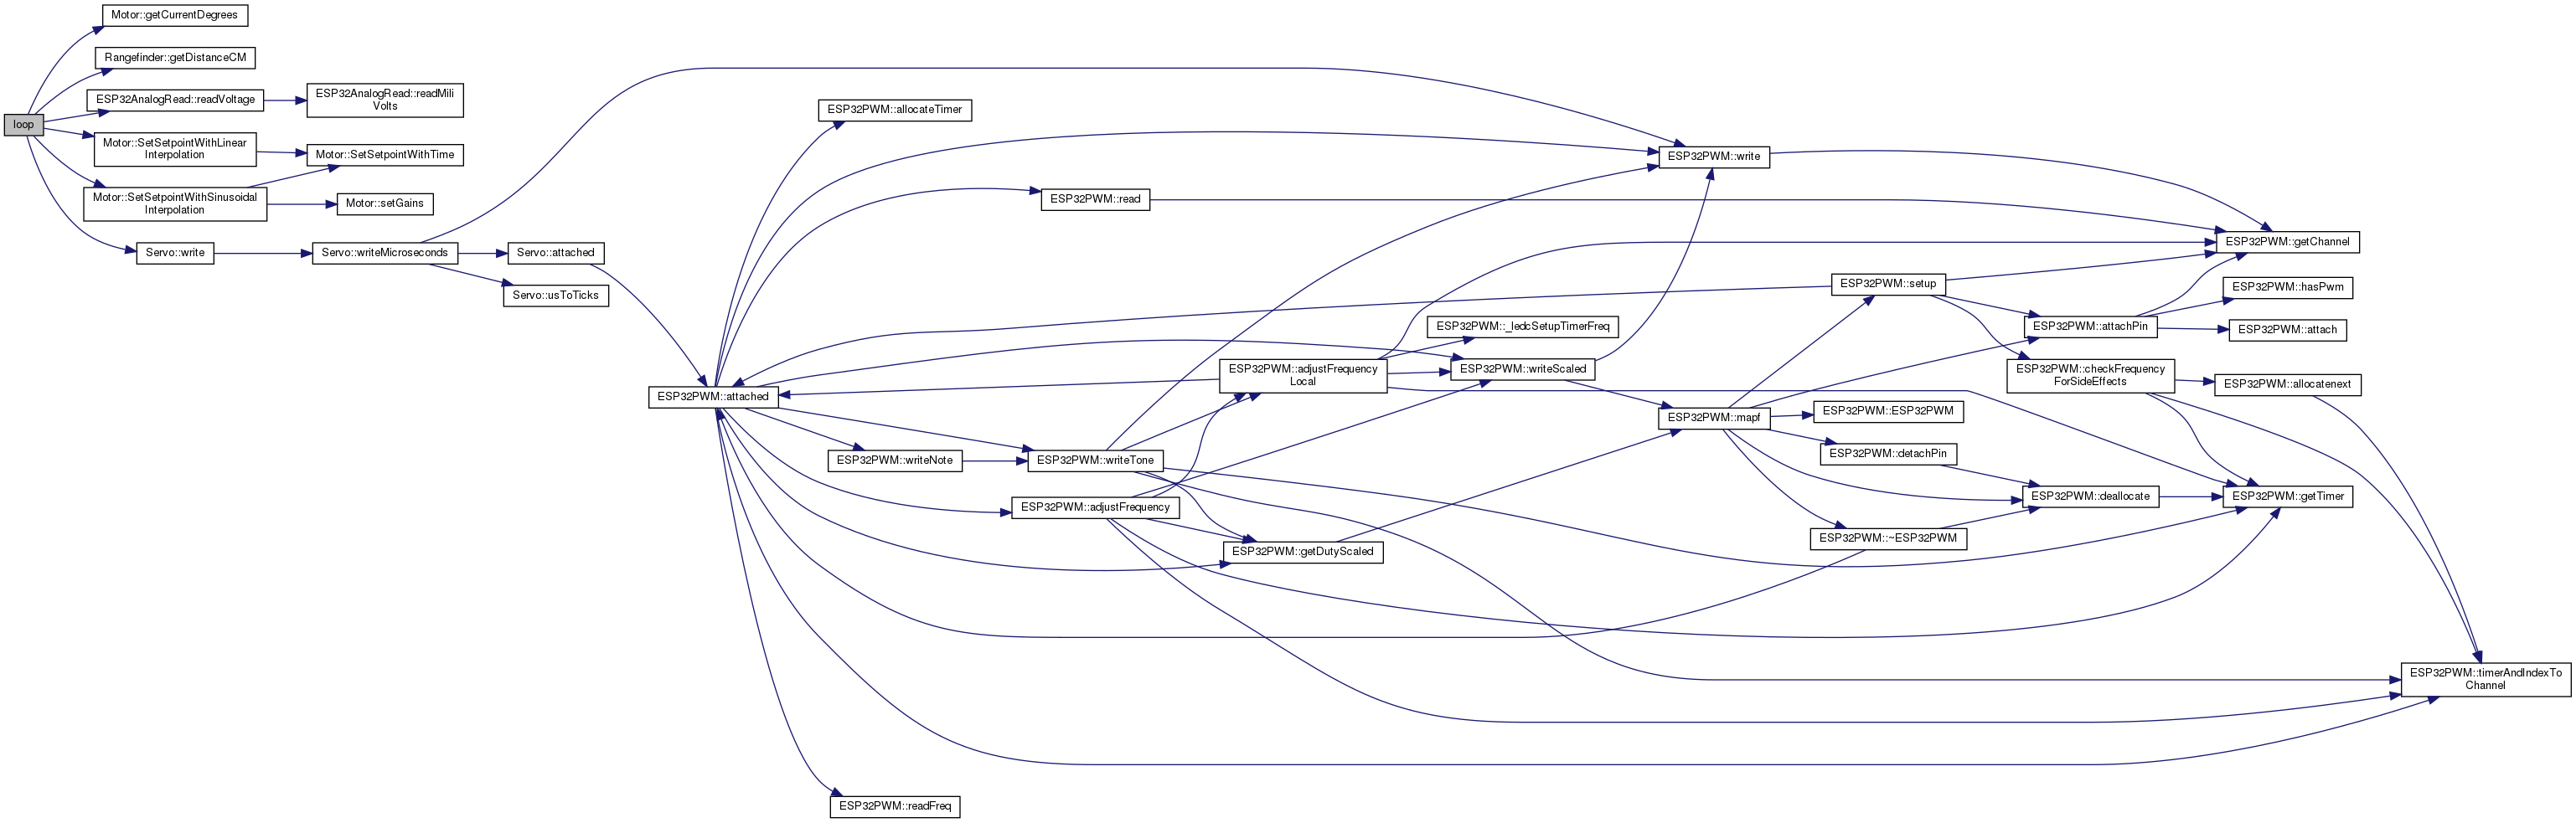 loop
Motor::getCurrentDegrees
Rangefinder::getDistanceCM
ESP32AnalogRead::readVoltage
ESP32AnalogRead::readMili
Volts
Motor::SetSetpointWithLinear
Interpolation
Motor::SetSetpointWithTime
Motor::SetSetpointWithSinusoidal
Interpolation
Motor::setGains
Servo::write
Servo::writeMicroseconds
Servo::attached
Servo::usToTicks
ESP32PWM::attached
ESP32PWM::allocateTimer
ESP32PWM::writeNote
ESP32PWM::readFreq
ESP32PWM::read
ESP32PWM::writeTone
ESP32PWM::adjustFrequency
ESP32PWM::adjustFrequency
Local
ESP32PWM::getDutyScaled
ESP32PWM::_ledcSetupTimerFreq
ESP32PWM::writeScaled
ESP32PWM::write
ESP32PWM::mapf
ESP32PWM::setup
ESP32PWM::ESP32PWM
ESP32PWM::detachPin
ESP32PWM::~ESP32PWM
ESP32PWM::attachPin
ESP32PWM::checkFrequency
ForSideEffects
ESP32PWM::deallocate
ESP32PWM::getChannel
ESP32PWM::hasPwm
ESP32PWM::attach
ESP32PWM::allocatenext
ESP32PWM::getTimer
ESP32PWM::timerAndIndexTo
Channel